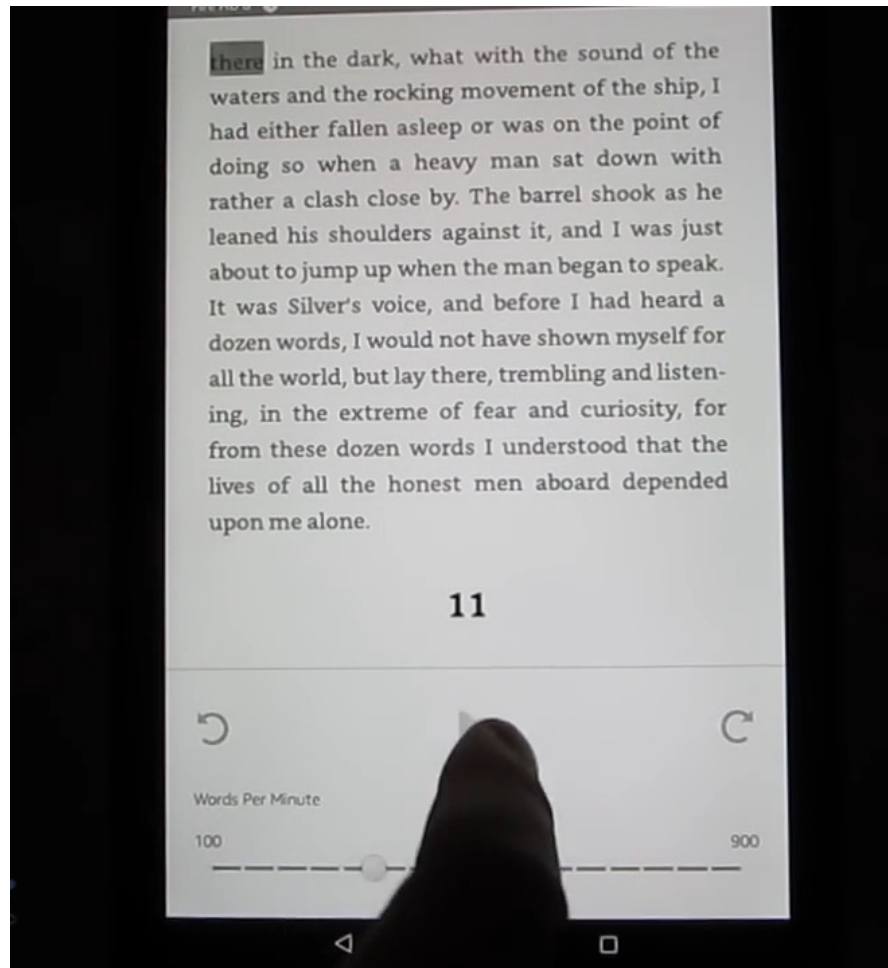 there in the dark, what with the sound of the
waters and the rocking movement of the ship, I
had either fallen asleep or was on the point of
doing so when a heavy man sat down with
rather a clash close by. The barrel shook as he
leaned his shoulders against it, and I was just
about to jump up when the man began to speak.
It was Silver's voice, and before I had heard a
dozen words, I would not have shown myself for
all the world, but lay there, trembling and listen-
ing, in the extreme of fear and curiosity, for
from these dozen words I understood that the
lives of all the honest men aboard depended
upon me alone.
11
Words Per Minute
100 900